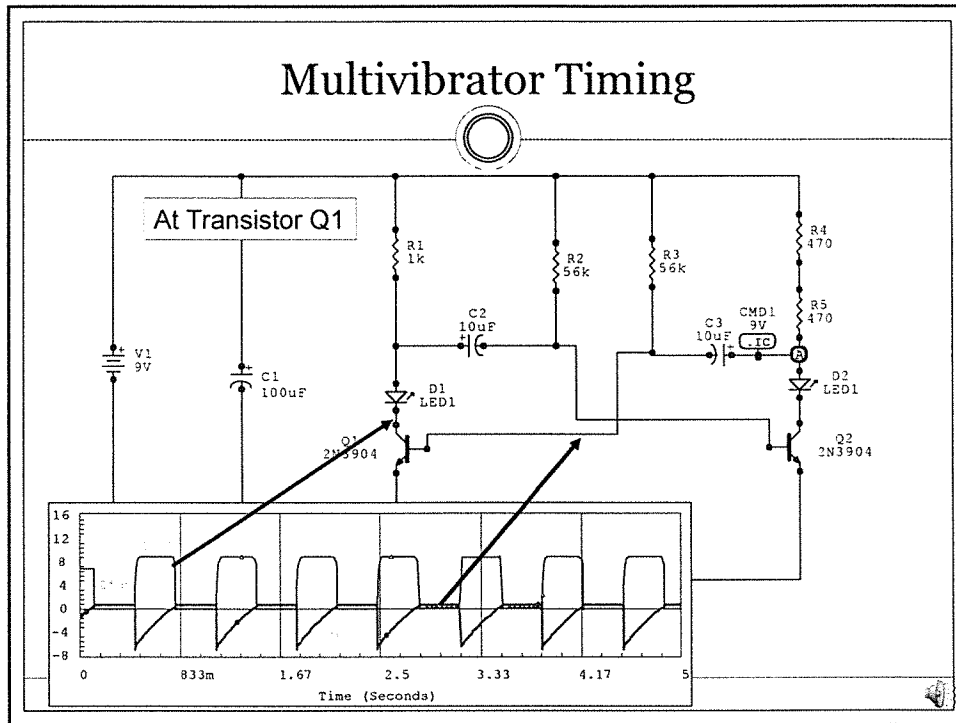 Multivibrator Timing
At Transistor Q1
R1
1k
R2
56k
R3
56k
R4
470
R5
470
C2
10uF
C3
10uF
CMD1
9V
.IC
A
V1
9V
C1
100uF
D1
LED1
D2
LED1
Q1
2N3904
Q2
2N3904
16
12
8
4
0
-4
-8
0 833m 1.67 2.5 3.33 4.17 5
Time (Seconds)